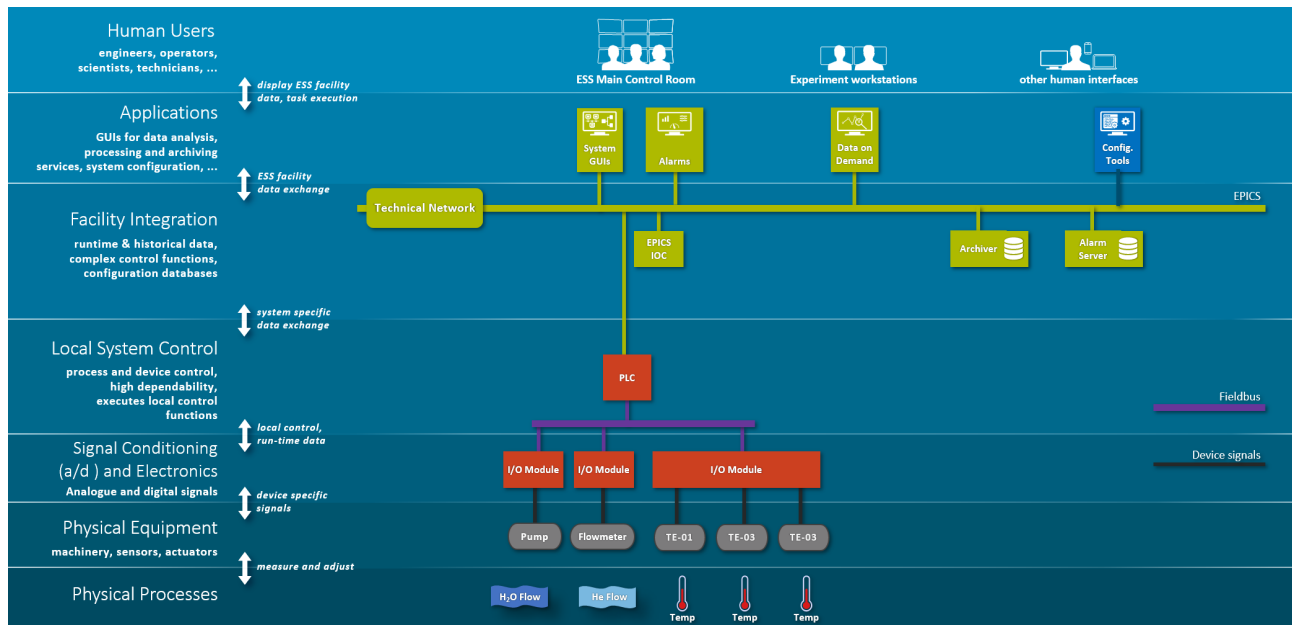 Human Users
engineers, operators,
scientists, technicians, ...
ESS Main Control Room
Experiment workstations
other human interfaces
display ESS facility
data, task execution
Applications
GUIs for data analysis,
processing and archiving
services, system configuration, ...
System
GUIs
Alarms
Data on
Demand
Config.
Tools
ESS facility
data exchange
Facility Integration
runtime & historical data,
complex control functions,
configuration databases
Technical Network
EPICS
EPICS
IOC
Archiver
Alarm
Server
system specific
data exchange
Local System Control
process and device control,
high dependability,
executes local control
functions
PLC
Fieldbus
local control,
run-time data
Signal Conditioning
(a/d ) and Electronics
Analogue and digital signals
I/O Module
I/O Module
I/O Module
Device signals
device specific
signals
Physical Equipment
machinery, sensors, actuators
Pump
Flowmeter
TE-01
TE-03
TE-03
measure and adjust
Physical Processes
H₂O Flow
He Flow
Temp
Temp
Temp